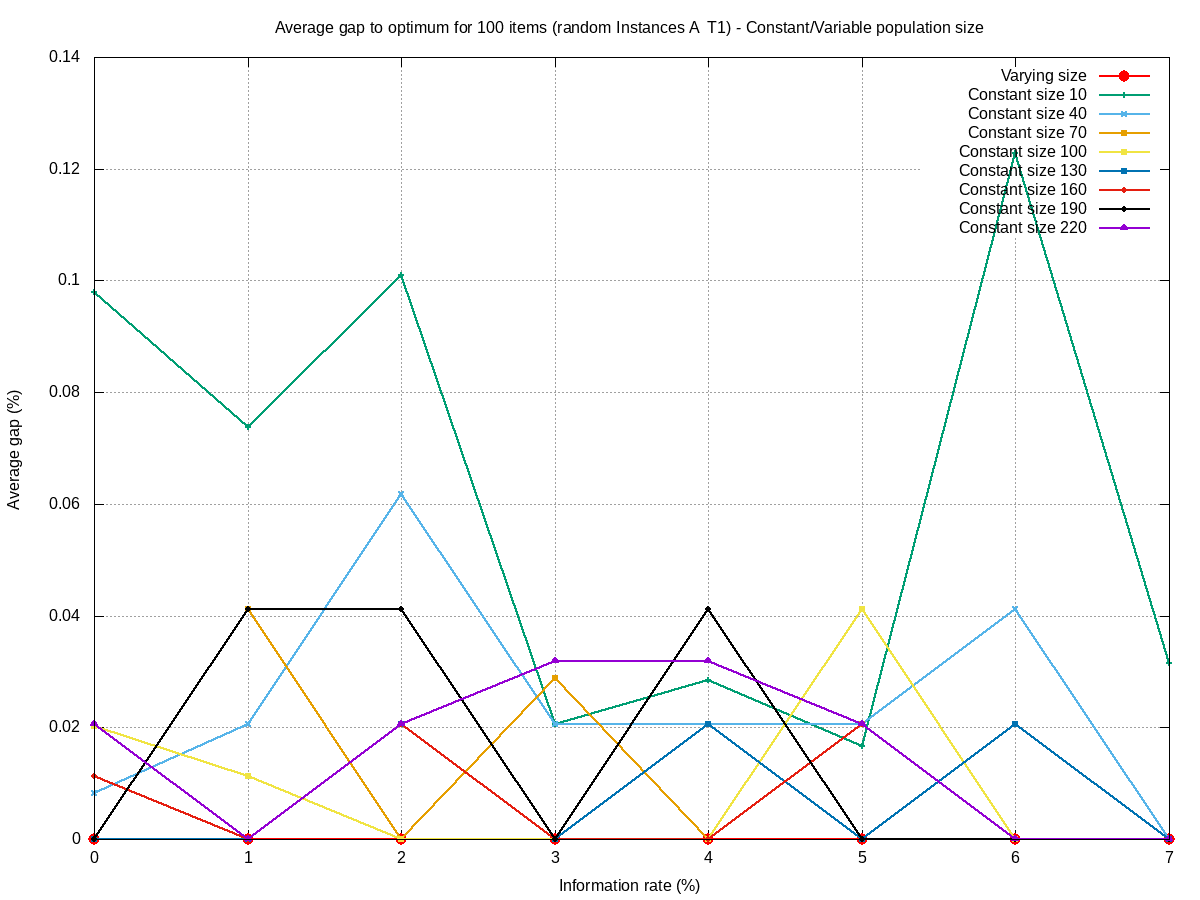 Average gap to optimum for 100 items (random Instances A  T1) - Constant/Variable population size
0.14
0.12
0.1
0.08
0.06
0.04
0.02
0
Average gap (%)
Varying size
Constant size 10
Constant size 40
Constant size 70
Constant size 100
Constant size 130
Constant size 160
Constant size 190
Constant size 220
0 1 2 3 4 5 6 7
Information rate (%)